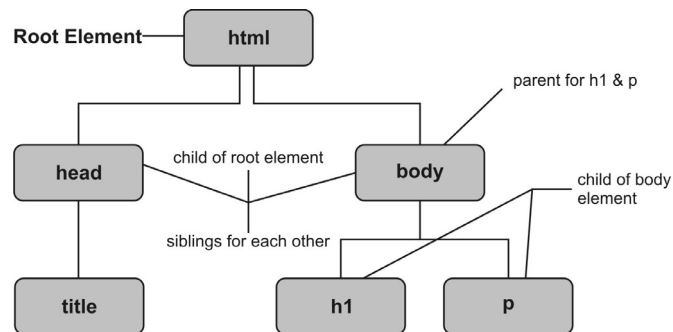 Root Element
html
parent for h1 & p
head
child of root element
body
child of body
element
siblings for each other
title
h1
p